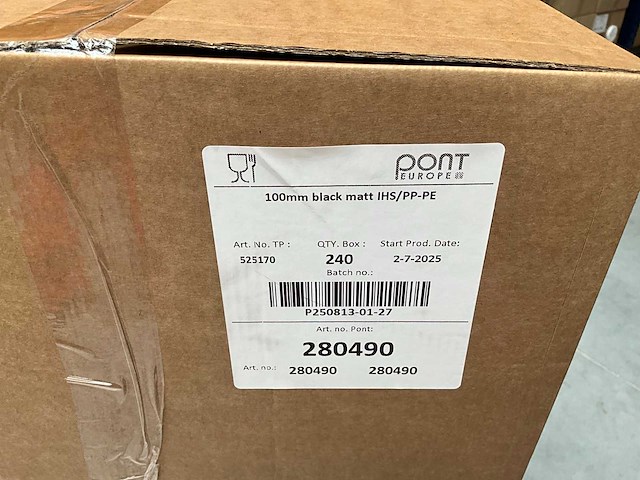 PONT
EUROPE
100mm black matt IHS/PP-PE
Art. No. TP : QTY. Box : Start Prod. Date:
525170 240 2-7-2025
Batch no.:
P250813-01-27
Art. no. Pont:
280490
Art. no.: 280490 280490